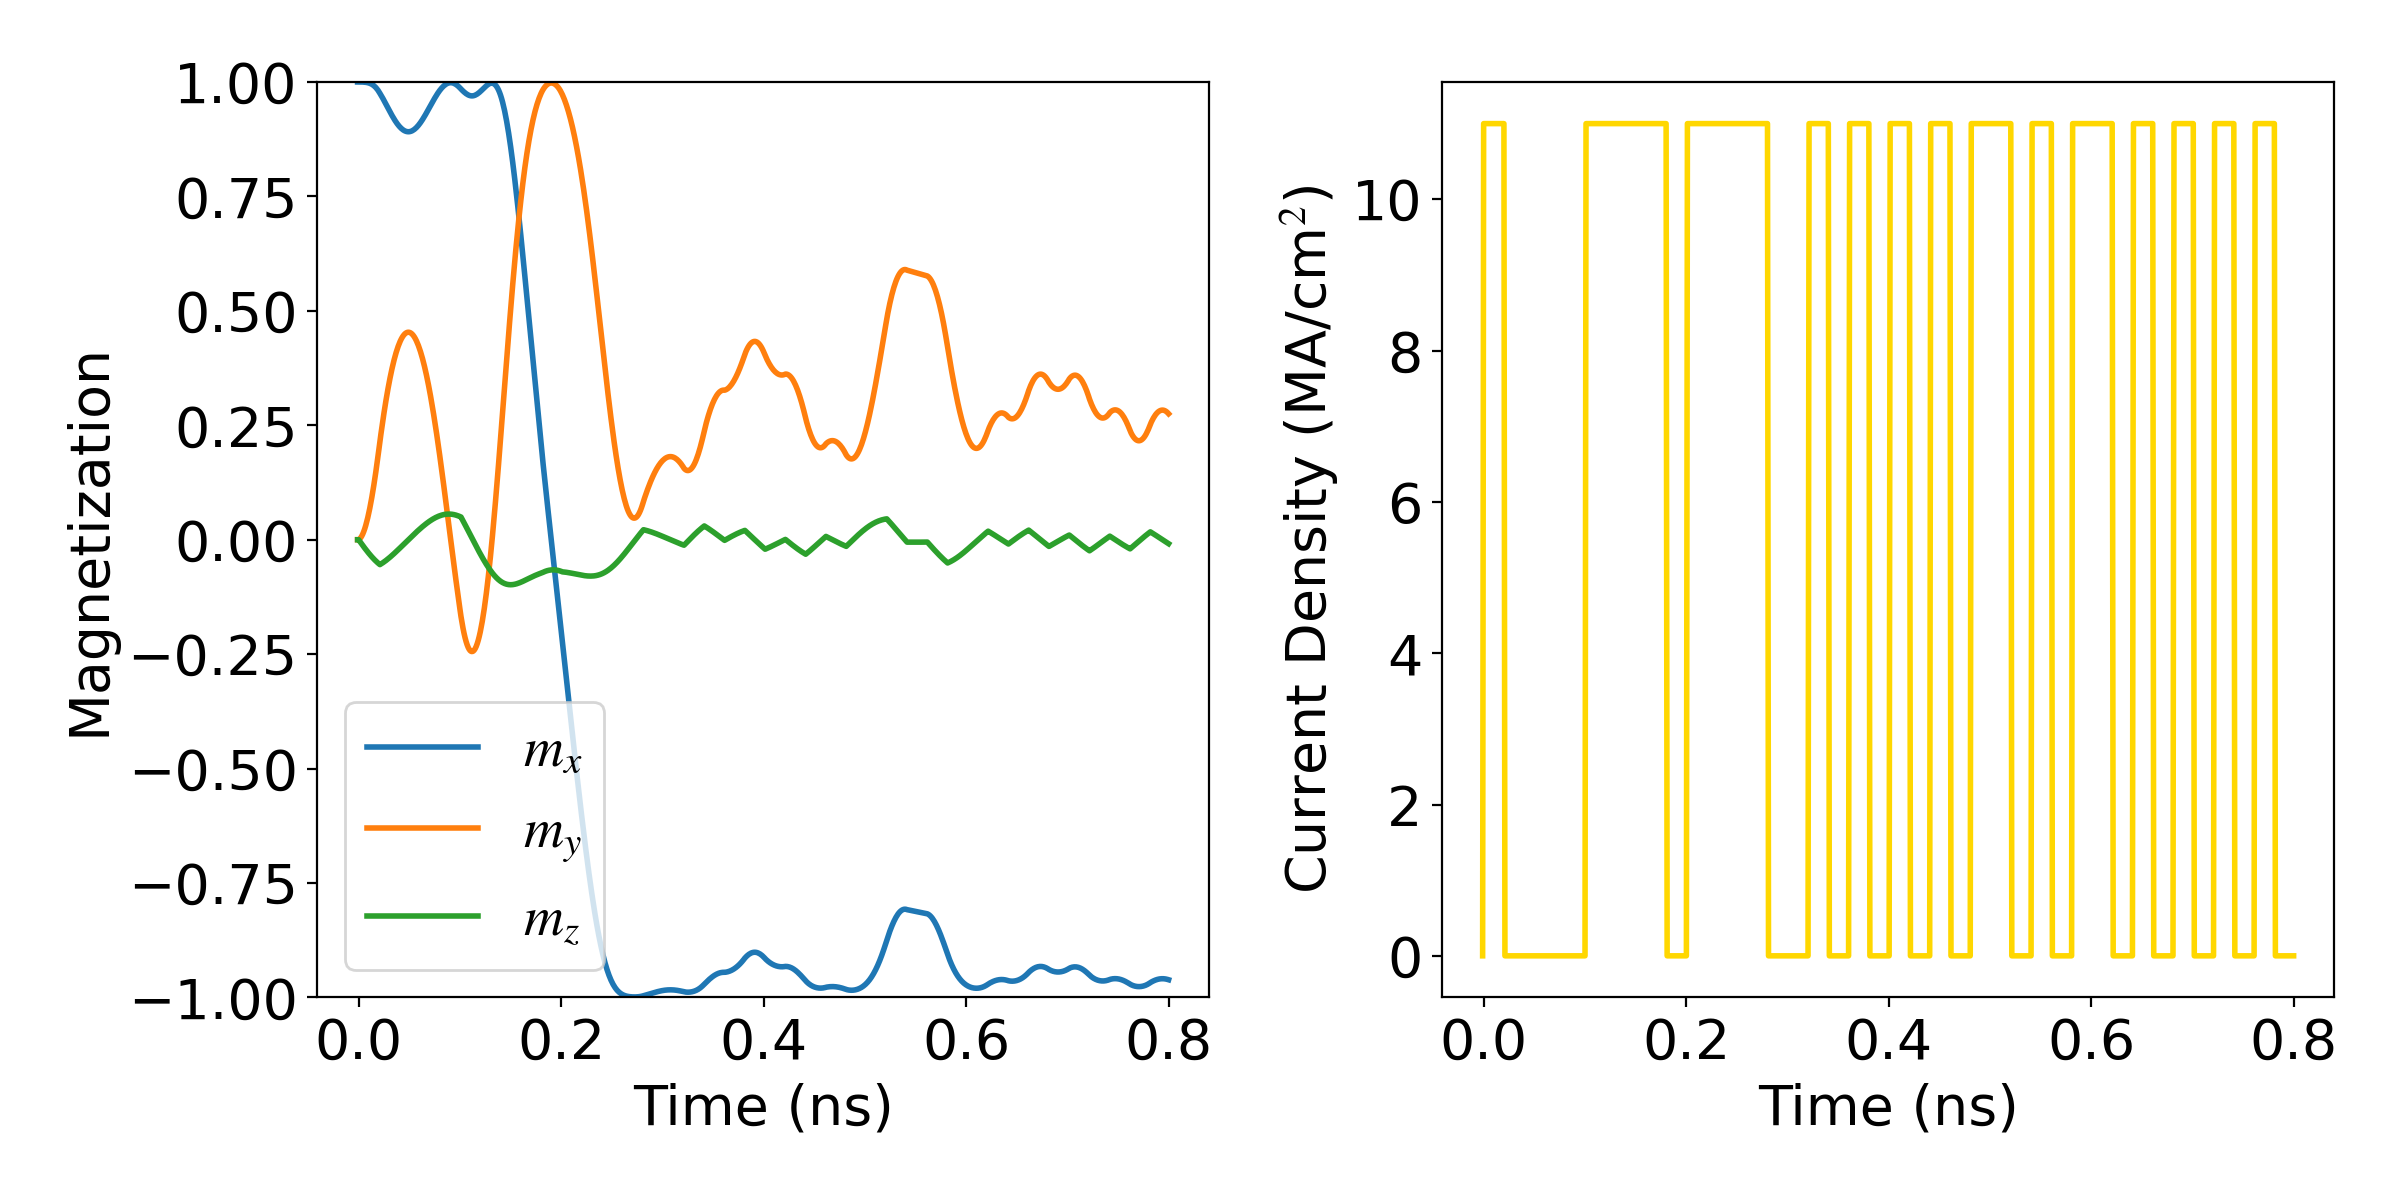 1.00
0.75
0.50
0.25
0.00
−0.25
−0.50
−0.75
−1.00
Magnetization
m_x
m_y
m_z
0.0 0.2 0.4 0.6 0.8
Time (ns)
10
8
6
4
2
0
Current Density (MA/cm²)
0.0 0.2 0.4 0.6 0.8
Time (ns)